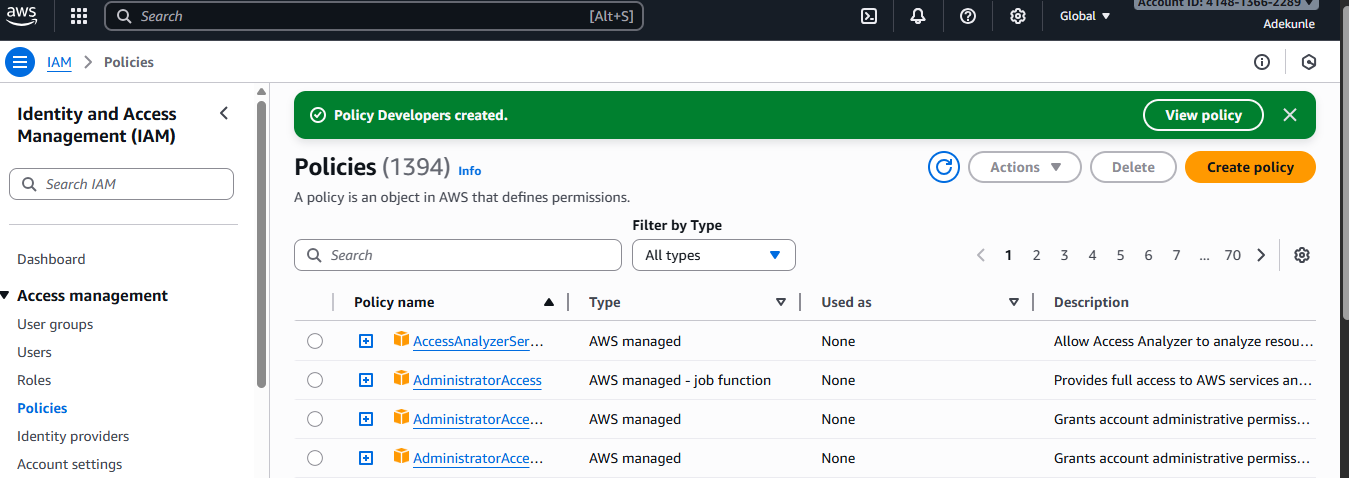 aws
Search [Alt+S]
Global
Account ID: 4148-1366-2289
Adekunle
IAM
Policies
Identity and Access
Management (IAM)
Search IAM
Dashboard
Access management
User groups
Users
Roles
Policies
Identity providers
Account settings
Policy Developers created.
View policy
Policies (1394) Info
Actions
Delete
Create policy
A policy is an object in AWS that defines permissions.
Filter by Type
Search
All types
1 2 3 4 5 6 7 ... 70
Policy name Type Used as Description
AccessAnalyzerSer... AWS managed None Allow Access Analyzer to analyze resou...
AdministratorAccess AWS managed - job function None Provides full access to AWS services an...
AdministratorAcce... AWS managed None Grants account administrative permiss...
AdministratorAcce... AWS managed None Grants account administrative permiss...